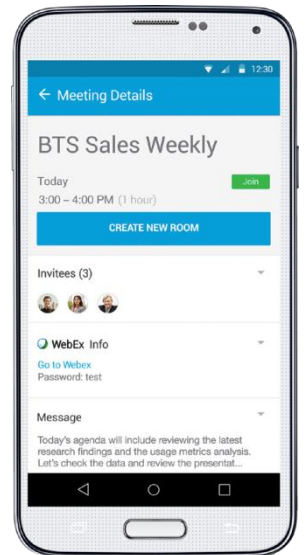 12:30
Meeting Details
BTS Sales Weekly
Today
Join
3:00 – 4:00 PM (1 hour)
CREATE NEW ROOM
Invitees (3)
WebEx Info
Go to Webex
Password: test
Message
Today's agenda will include reviewing the latest
research findings and the usage metrics analysis.
Let's check the data and review the presentat...